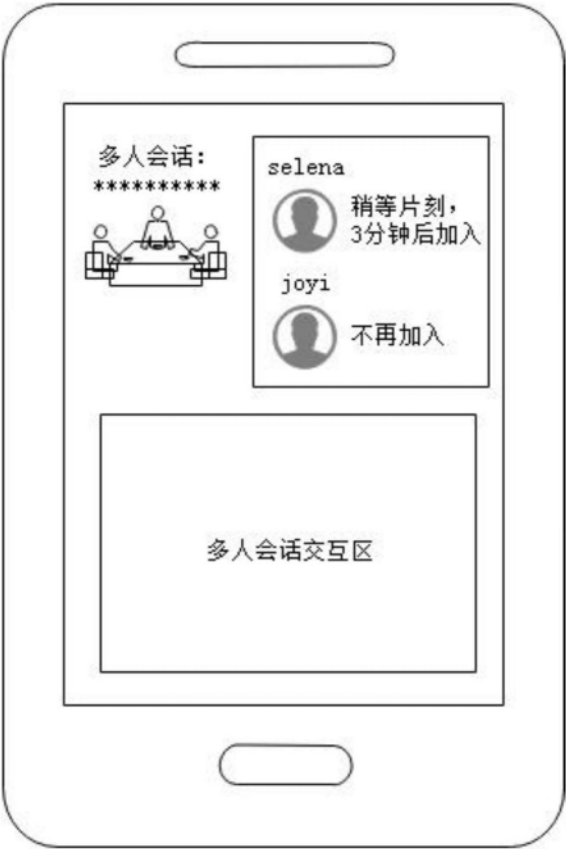 多人会话：
**********
selena
稍等片刻，
3分钟后加入
joyi
不再加入
多人会话交互区